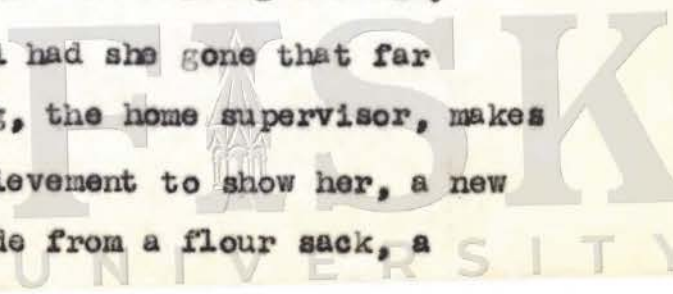 had she gone that far
, the home supervisor, makes
ievement to show her, a new
de from a flour sack, a
FISK
UNIVERSITY